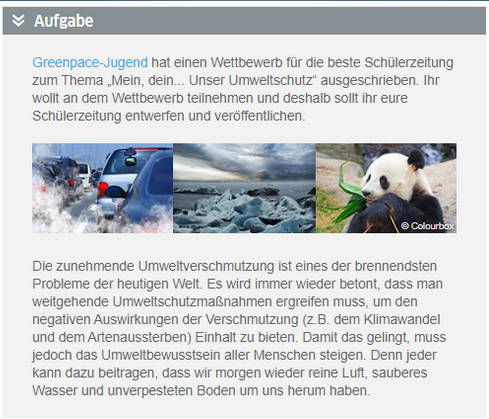 Aufgabe
Greenpace-Jugend hat einen Wettbewerb für die beste Schülerzeitung
zum Thema „Mein, dein... Unser Umweltschutz“ ausgeschrieben. Ihr
wollt an dem Wettbewerb teilnehmen und deshalb sollt ihr eure
Schülerzeitung entwerfen und veröffentlichen.
© Colourbox
Die zunehmende Umweltverschmutzung ist eines der brennendsten
Probleme der heutigen Welt. Es wird immer wieder betont, dass man
weitgehende Umweltschutzmaßnahmen ergreifen muss, um den
negativen Auswirkungen der Verschmutzung (z.B. dem Klimawandel
und dem Artenaussterben) Einhalt zu bieten. Damit das gelingt, muss
jedoch das Umweltbewusstsein aller Menschen steigen. Denn jeder
kann dazu beitragen, dass wir morgen wieder reine Luft, sauberes
Wasser und unverpesteten Boden um uns herum haben.